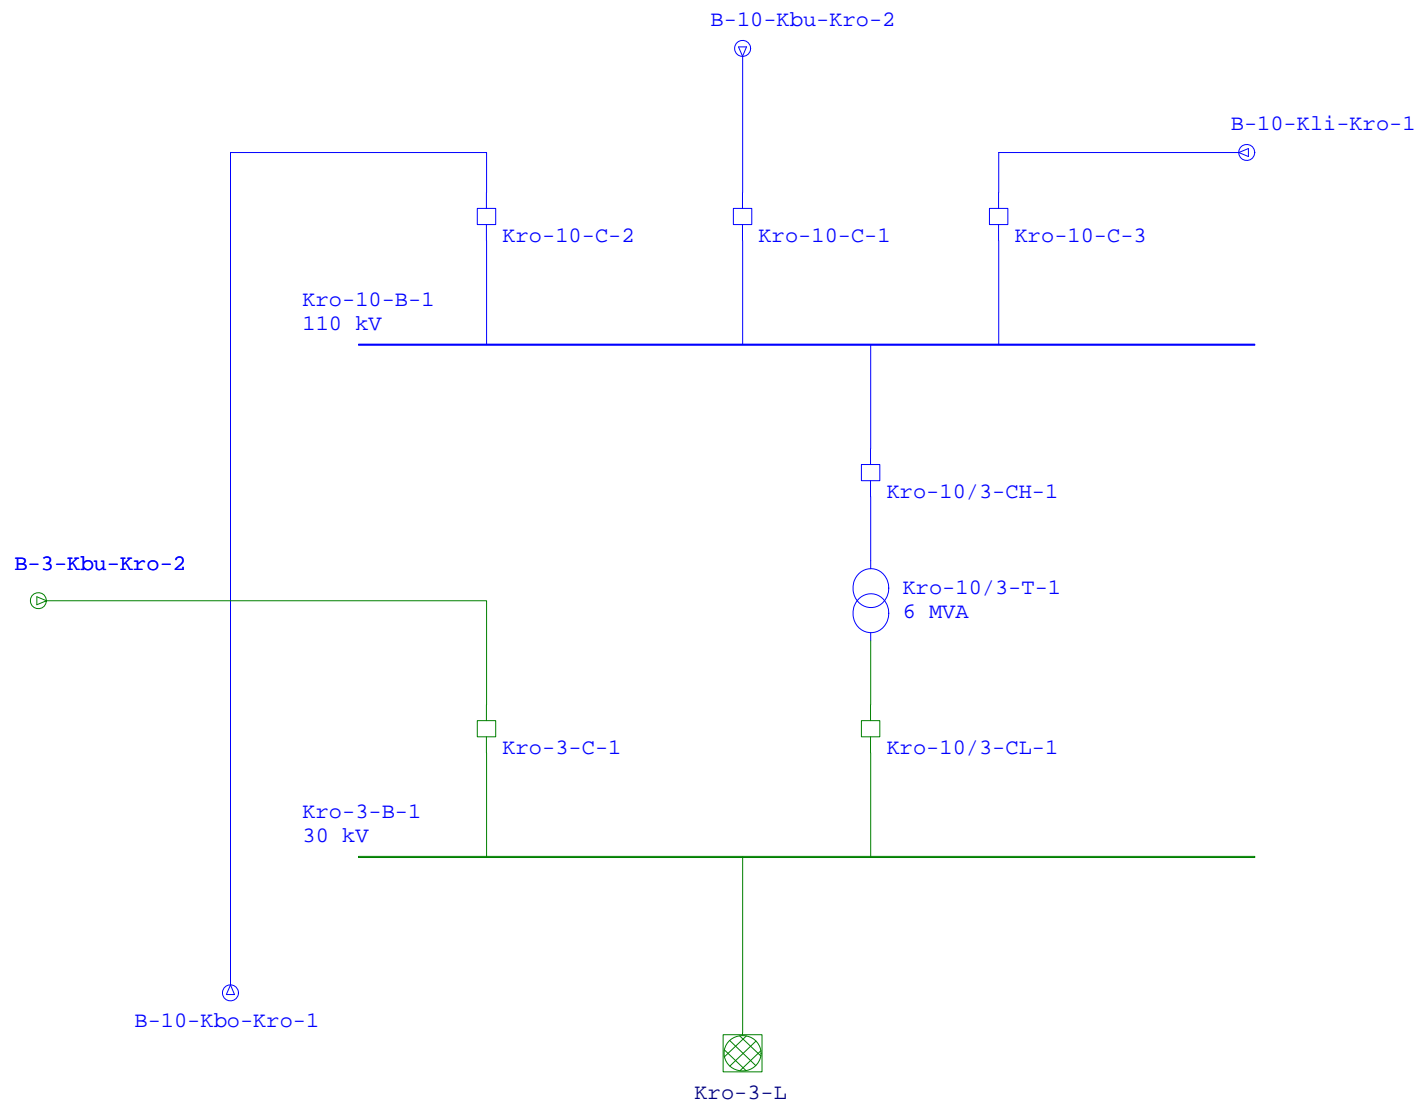 B-10-Kbu-Kro-2
B-10-Kli-Kro-1
Kro-10-C-2
Kro-10-C-1
Kro-10-C-3
Kro-10-B-1
110 kV
Kro-10/3-CH-1
B-3-Kbu-Kro-2
Kro-10/3-T-1
6 MVA
Kro-3-C-1
Kro-10/3-CL-1
Kro-3-B-1
30 kV
B-10-Kbo-Kro-1
Kro-3-L